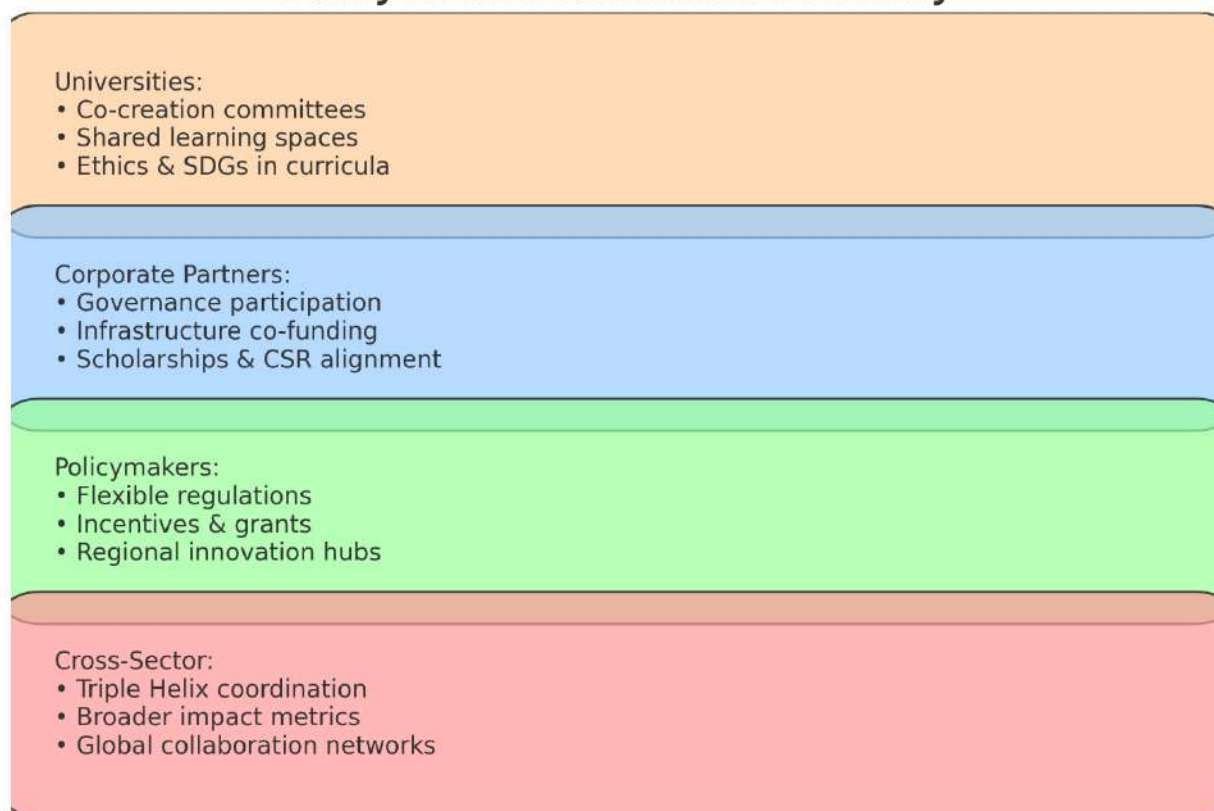 Universities:
• Co-creation committees
• Shared learning spaces
• Ethics & SDGs in curricula
Corporate Partners:
• Governance participation
• Infrastructure co-funding
• Scholarships & CSR alignment
Policymakers:
• Flexible regulations
• Incentives & grants
• Regional innovation hubs
Cross-Sector:
• Triple Helix coordination
• Broader impact metrics
• Global collaboration networks